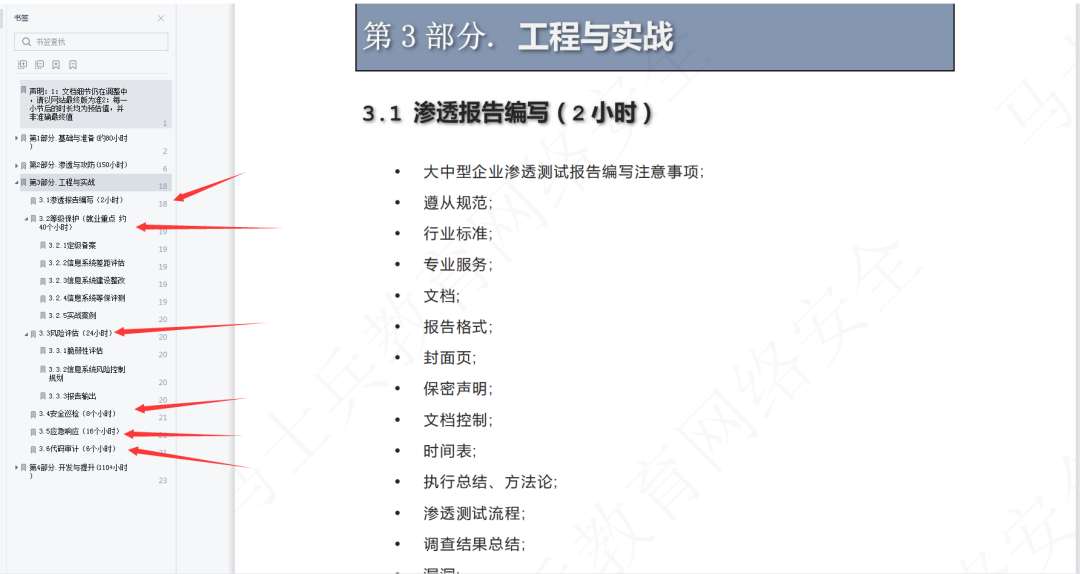 书签
书签查找
声明：1：文档细节仍在调整中
，请以网站最终版为准2：每一
小节后的时长均为预估值，并
非准确最终值
1
第1部分.基础与准备(约80小时
)
2
第2部分.渗透与攻防(150小时)
6
第3部分.工程与实战
18
3.1渗透报告编写（2小时）
18
3.2等级保护（就业重点 约
40个小时）
19
3.2.1定级备案
19
3.2.2信息系统差距评估
19
3.2.3信息系统建设整改
19
3.2.4信息系统等保评测
19
3.2.5实战案例
20
3.3风险评估（24小时）
20
3.3.1脆弱性评估
20
3.3.2信息系统风险控制
规划
20
3.3.3报告输出
20
3.4安全巡检（8个小时）
21
3.5应急响应（16个小时）
21
3.6代码审计（6个小时）
第4部分.开发与提升(110+小时
)
23
第 3 部分. 工程与实战
3.1 渗透报告编写（2 小时）
• 大中型企业渗透测试报告编写注意事项;
• 遵从规范;
• 行业标准;
• 专业服务;
• 文档;
• 报告格式;
• 封面页;
• 保密声明;
• 文档控制;
• 时间表;
• 执行总结、方法论;
• 渗透测试流程;
• 调查结果总结;
马士兵教育网络安全